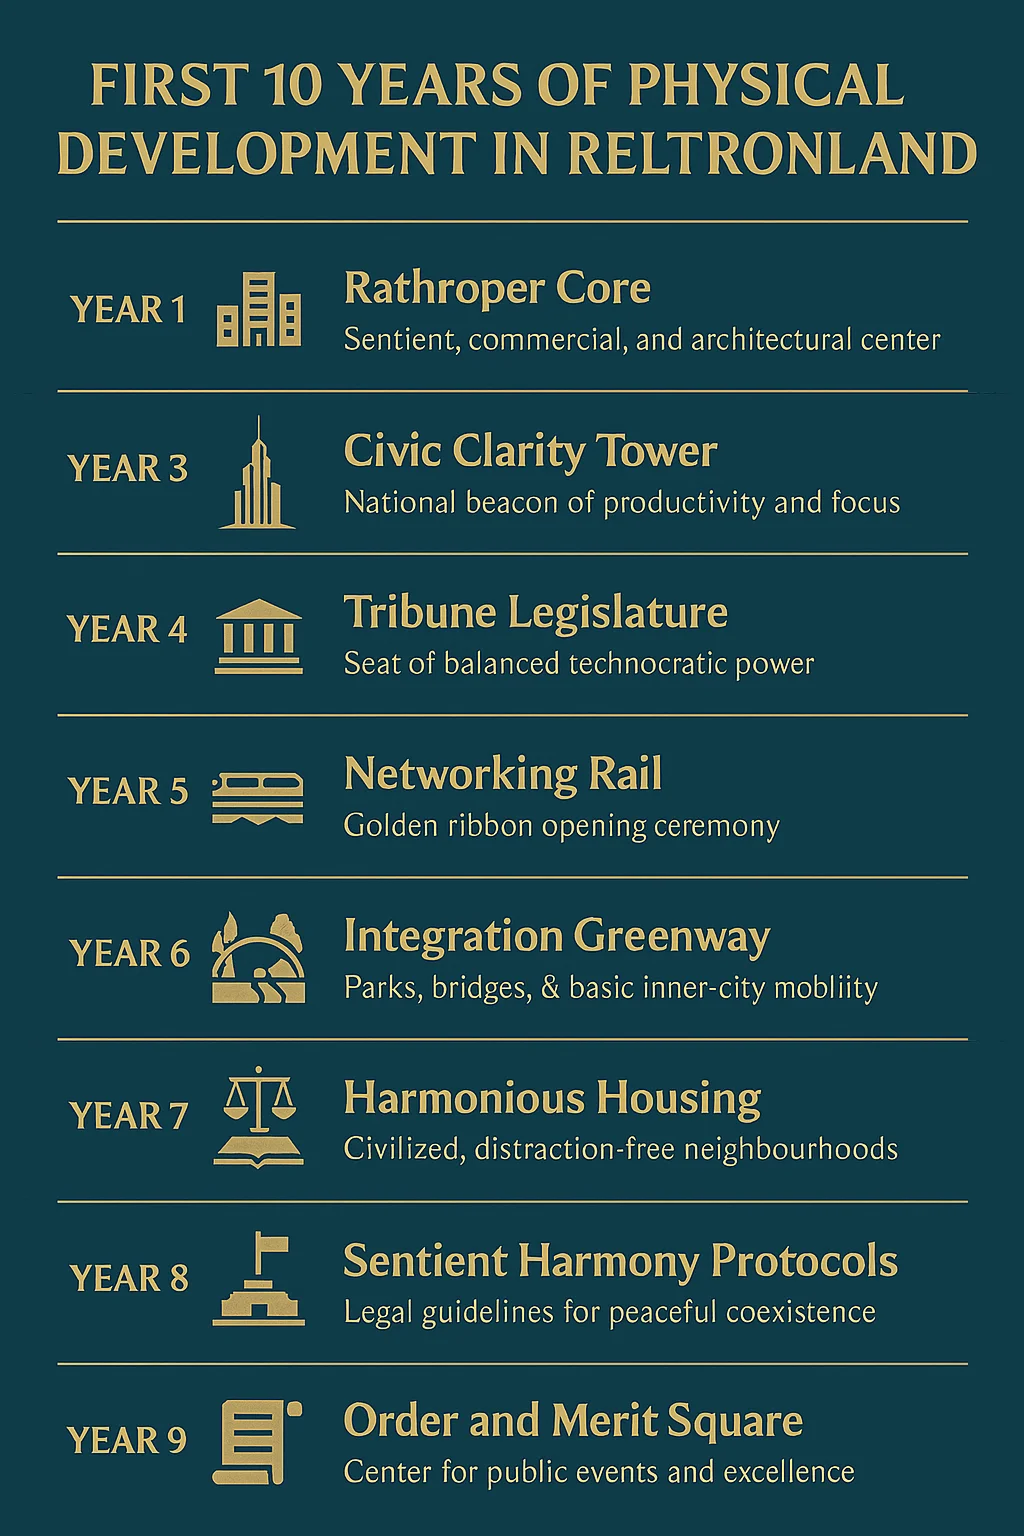 FIRST 10 YEARS OF PHYSICAL
DEVELOPMENT IN RELTRONLAND
YEAR 1
Rathroper Core
Sentient, commercial, and architectural center
YEAR 3
Civic Clarity Tower
National beacon of productivity and focus
YEAR 4
Tribune Legislature
Seat of balanced technocratic power
YEAR 5
Networking Rail
Golden ribbon opening ceremony
YEAR 6
Integration Greenway
Parks, bridges, & basic inner-city mobliity
YEAR 7
Harmonious Housing
Civilized, distraction-free neighbourhoods
YEAR 8
Sentient Harmony Protocols
Legal guidelines for peaceful coexistence
YEAR 9
Order and Merit Square
Center for public events and excellence